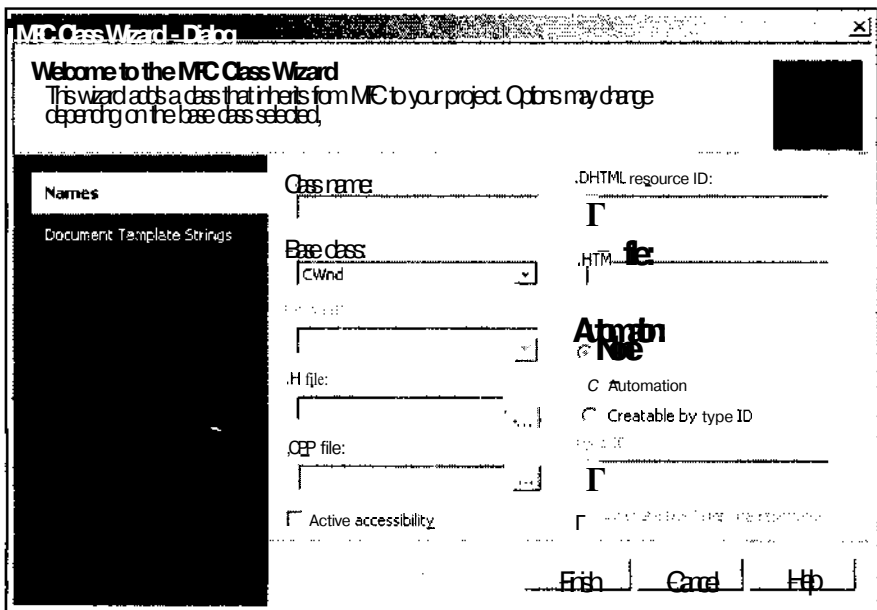 MFC Class Wizard - Dialog
Welcome to the MFC Class Wizard
This wizard adds a class that inherits from MFC to your project. Options may change
depending on the base class selected,
Names
Document Template Strings
Class name:
Base class:
CWnd
.H file:
.CPP file:
Active accessibility
.DHTML resource ID:
.HTM file:
Automation:
None
Automation
Creatable by type ID
Finish
Cancel
Help